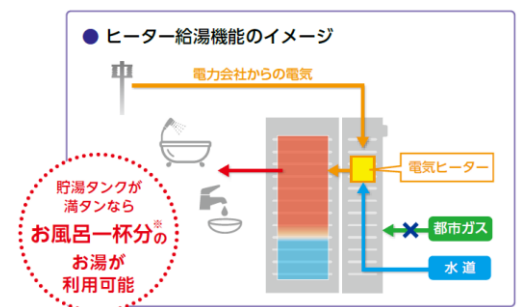 ● ヒーター給湯機能のイメージ
電力会社からの電気
電気ヒーター
貯湯タンクが
満タンなら
お風呂一杯分※の
お湯が
利用可能
都市ガス
水道